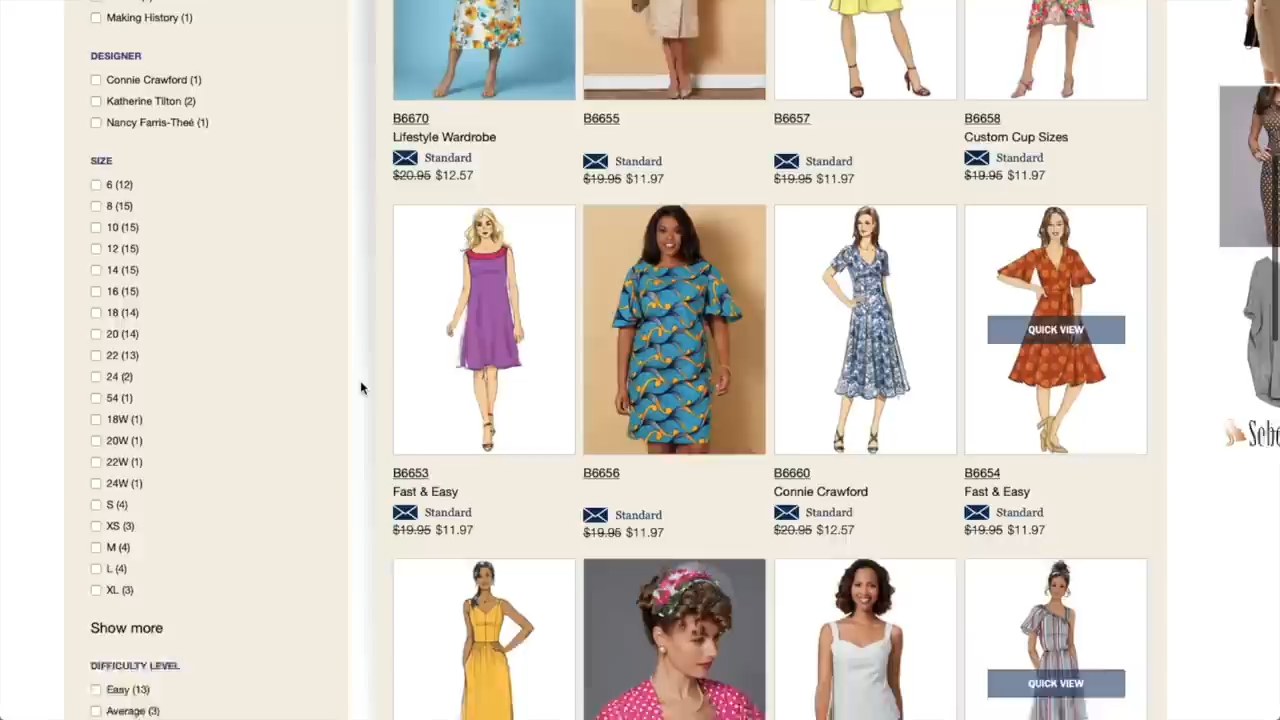 Making History (1)
DESIGNER
Connie Crawford (1)
Katherine Tilton (2)
Nancy Farris-Theé (1)
SIZE
6 (12)
8 (15)
10 (15)
12 (15)
14 (15)
16 (15)
18 (14)
20 (14)
22 (13)
24 (2)
54 (1)
18W (1)
20W (1)
22W (1)
24W (1)
S (4)
XS (3)
M (4)
L (4)
XL (3)
Show more
DIFFICULTY LEVEL
Easy (13)
Average (3)
B6670
Lifestyle Wardrobe
Standard
$20.95 $12.57
B6655
Standard
$19.95 $11.97
B6657
Standard
$19.95 $11.97
B6658
Custom Cup Sizes
Standard
$19.95 $11.97
QUICK VIEW
B6653
Fast & Easy
Standard
$19.95 $11.97
B6656
Standard
$19.95 $11.97
B6660
Connie Crawford
Standard
$20.95 $12.57
B6654
Fast & Easy
Standard
$19.95 $11.97
QUICK VIEW